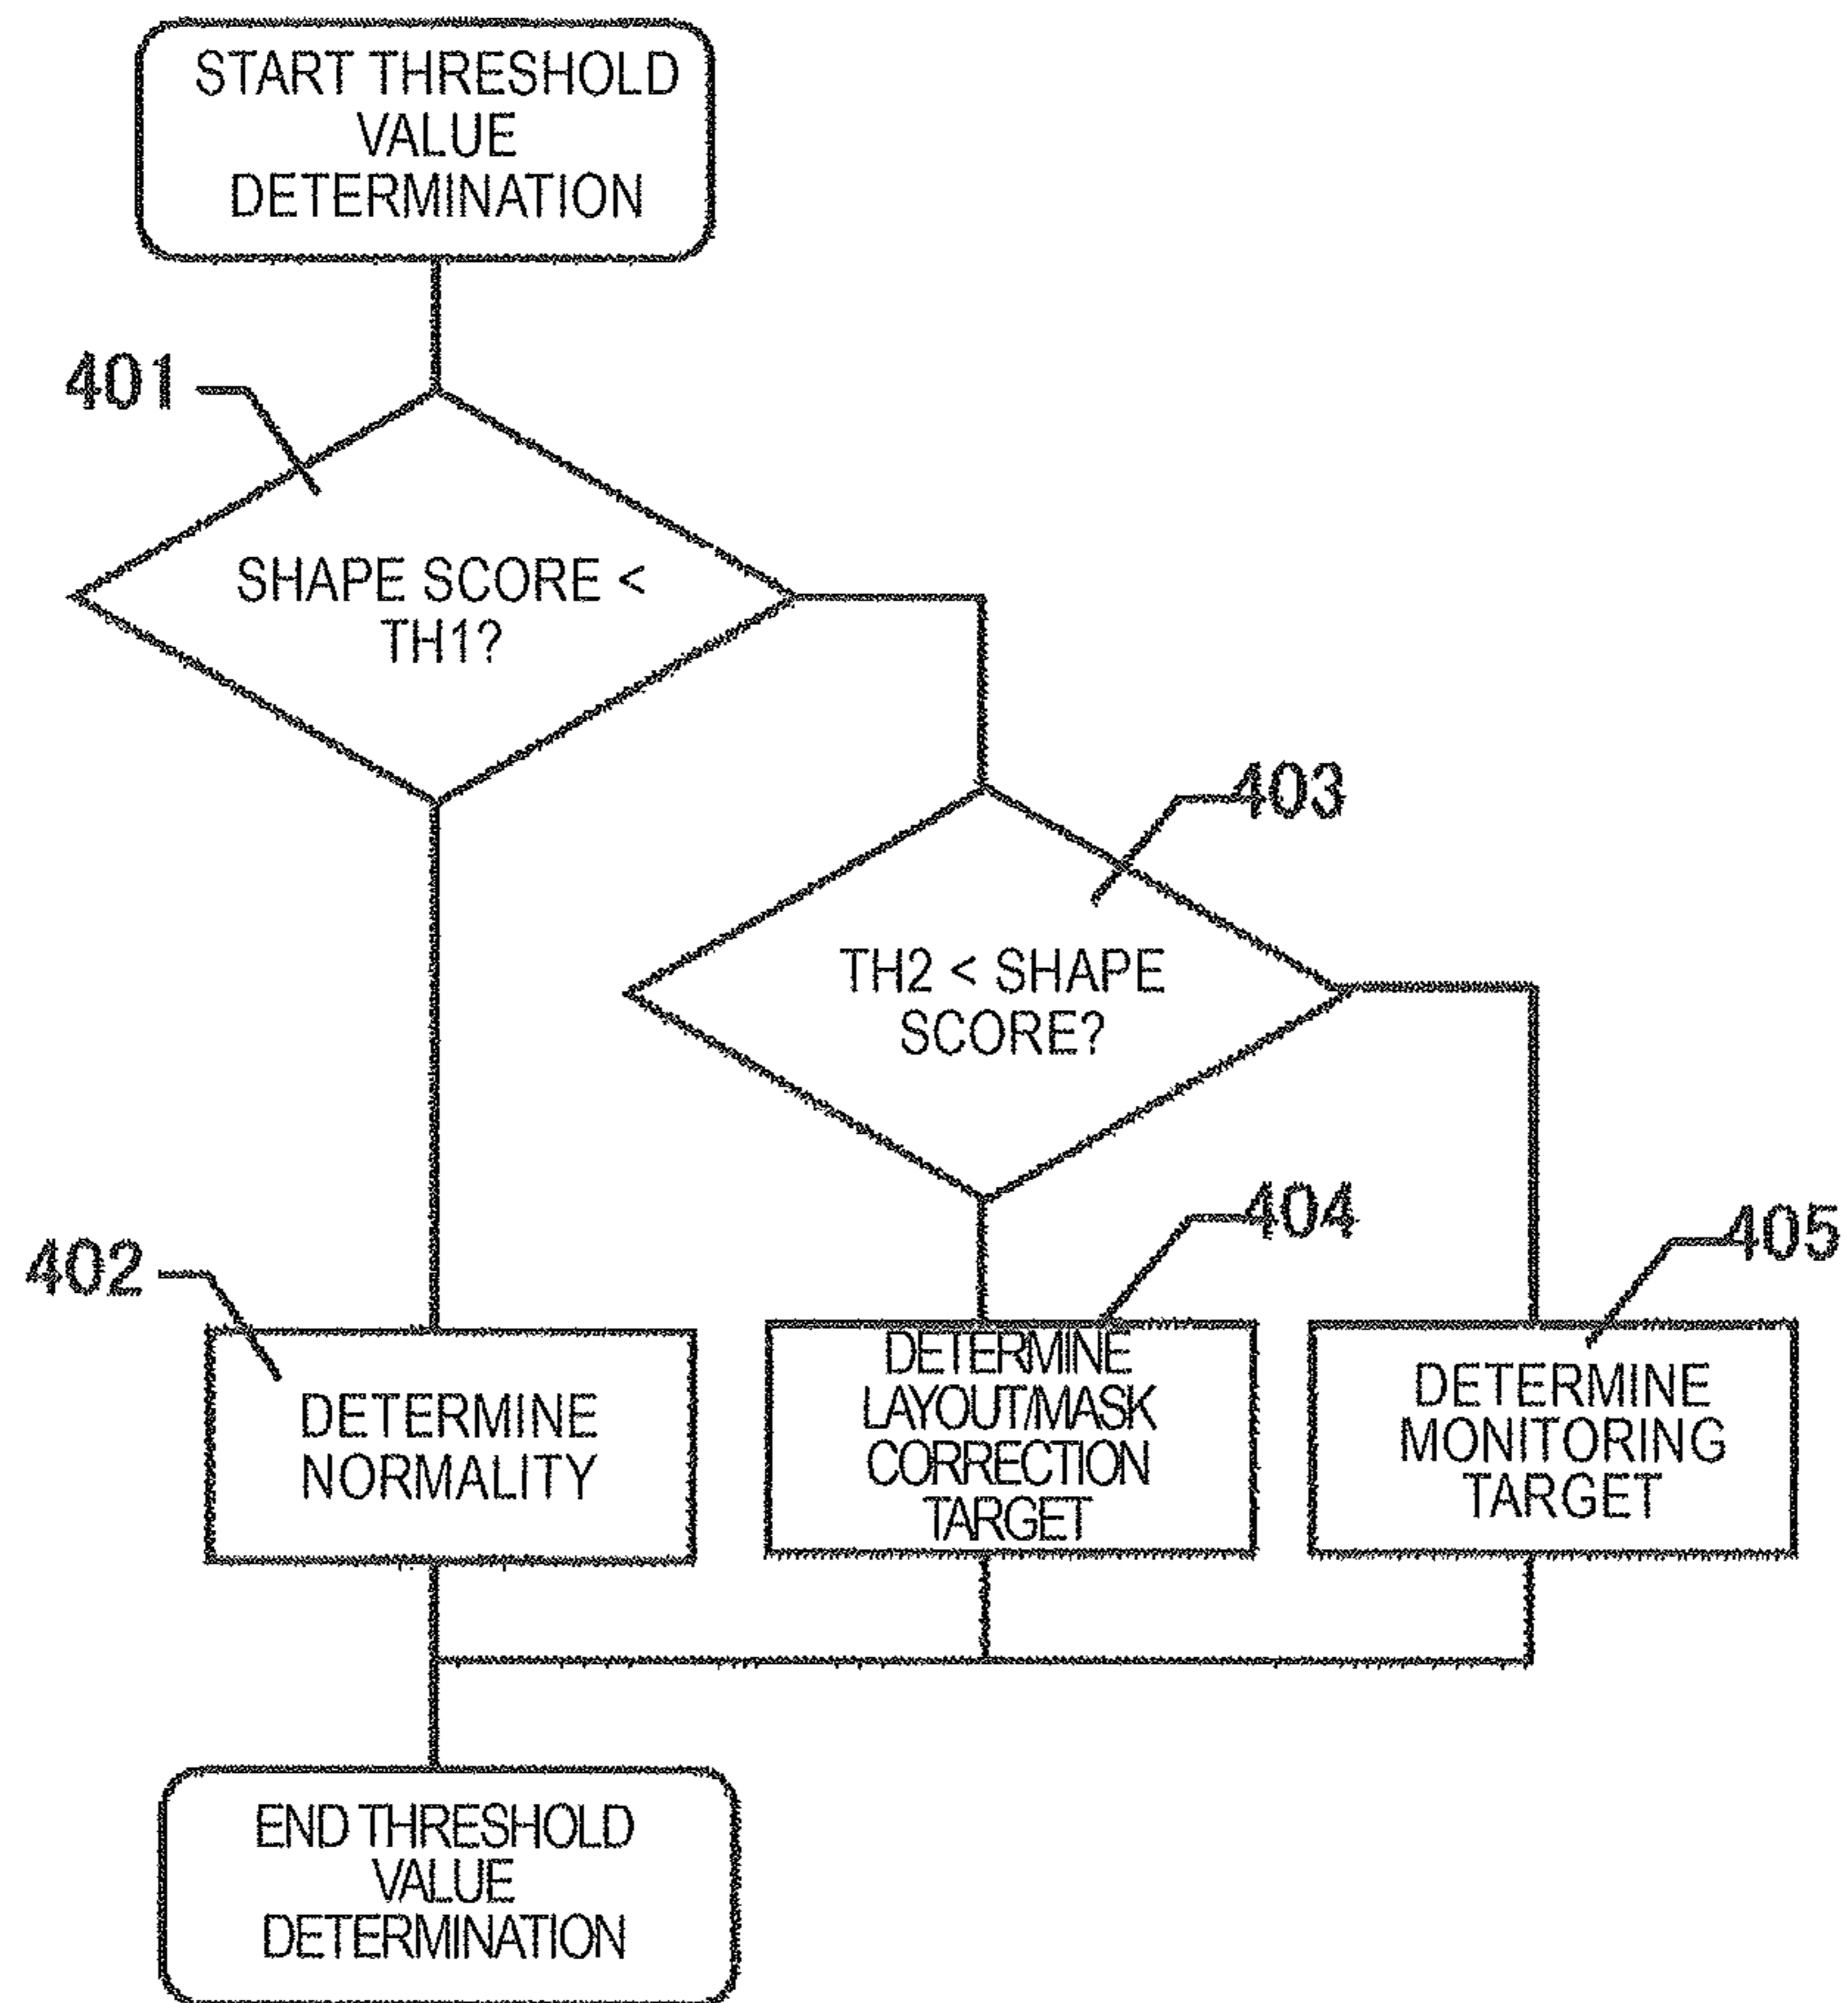 START THRESHOLD
VALUE
DETERMINATION
401
SHAPE SCORE <
TH1?
403
TH2 < SHAPE
SCORE?
404
405
402
DETERMINE
NORMALITY
DETERMINE
LAYOUT/MASK
CORRECTION
TARGET
DETERMINE
MONITORING
TARGET
END THRESHOLD
VALUE
DETERMINATION